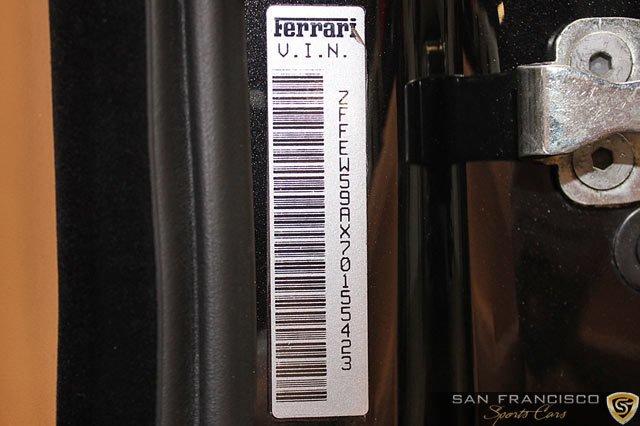 Ferrari
V.I.N.
ZFFEW59AX70155423
SAN FRANCISCO
Sports Cars